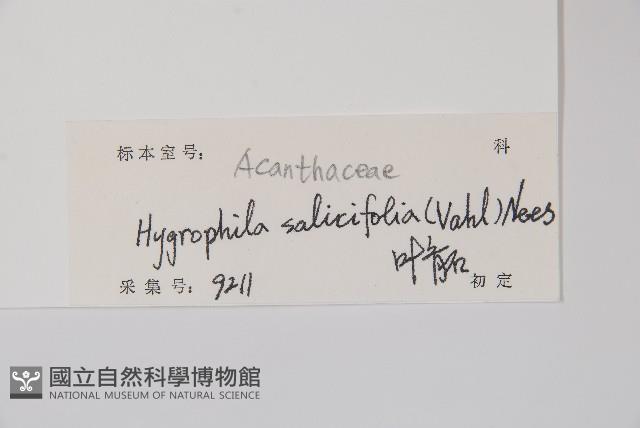 标本室号: Acanthaceae 科
Hygrophila salicifolia (Vahl) Nees
叶
采集号: 9211 初定
國立自然科學博物館
NATIONAL MUSEUM OF NATURAL SCIENCE